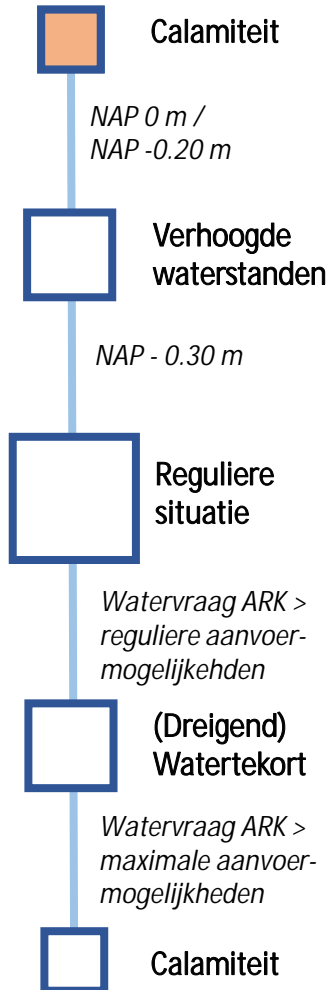 Calamiteit
NAP 0 m /
NAP -0.20 m
Verhoogde
waterstanden
NAP - 0.30 m
Reguliere
situatie
Watervraag ARK >
reguliere aanvoer-
mogelijkehden
(Dreigend)
Watertekort
Watervraag ARK >
maximale aanvoer-
mogelijkheden
Calamiteit